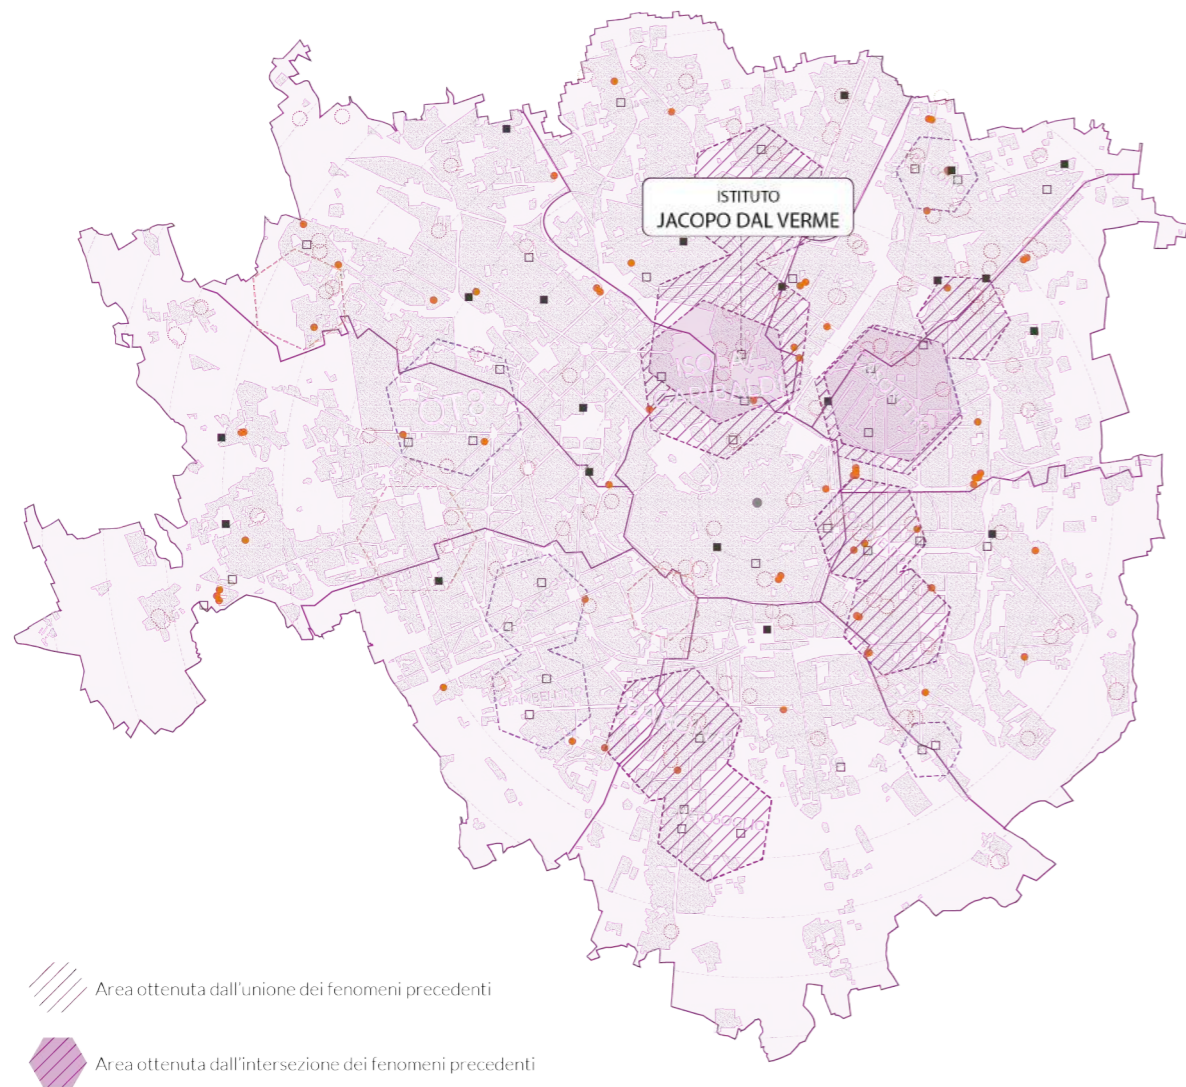 ISTITUTO
JACOPO DAL VERME
Area ottenuta dall'unione dei fenomeni precedenti
Area ottenuta dall'intersezione dei fenomeni precedenti